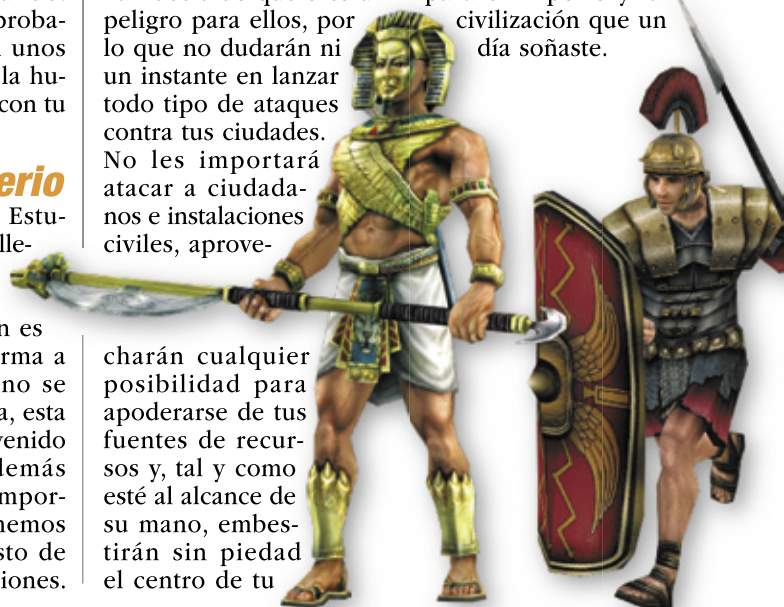 proba-
unos
la hu-
con tu
erio
Estu-
lle-
n es
rma a
no se
a, esta
venido
demás
mpor-
nemos
sto de
iones.
peligro para ellos, por
lo que no dudarán ni
un instante en lanzar
todo tipo de ataques
contra tus ciudades.
No les importará
atacar a ciudada-
nos e instalaciones
civiles, aprove-
charán cualquier
posibilidad para
apoderarse de tus
fuentes de recur-
sos y, tal y como
esté al alcance de
su mano, embes-
tirán sin piedad
el centro de tu
civilización que un
día soñaste.